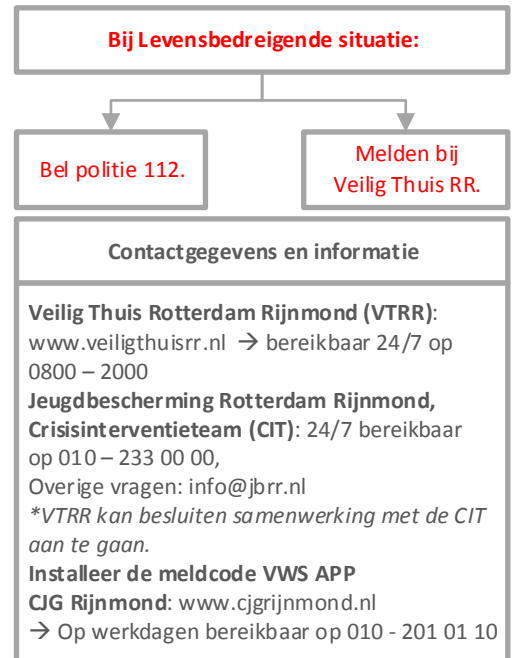 Bij Levensbedreigende situatie:
Bel politie 112.
Melden bij
Veilig Thuis RR.
Contactgegevens en informatie
Veilig Thuis Rotterdam Rijnmond (VTRR):
www.veiligthuisrr.nl → bereikbaar 24/7 op
0800 – 2000
Jeugdbescherming Rotterdam Rijnmond,
Crisisinterventieteam (CIT): 24/7 bereikbaar
op 010 – 233 00 00,
Overige vragen: info@jbrr.nl
*VTRR kan besluiten samenwerking met de CIT
aan te gaan.
Installeer de meldcode VWS APP
CJG Rijnmond: www.cjgrijnmond.nl
→ Op werkdagen bereikbaar op 010 - 201 01 10